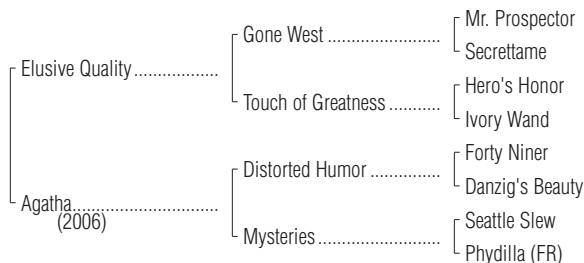 Mr. Prospector
Gone West
Secrettame
Elusive Quality
Hero's Honor
Touch of Greatness
Ivory Wand
Forty Niner
Distorted Humor
Danzig's Beauty
Agatha
(2006)
Seattle Slew
Mysteries
Phydilla (FR)